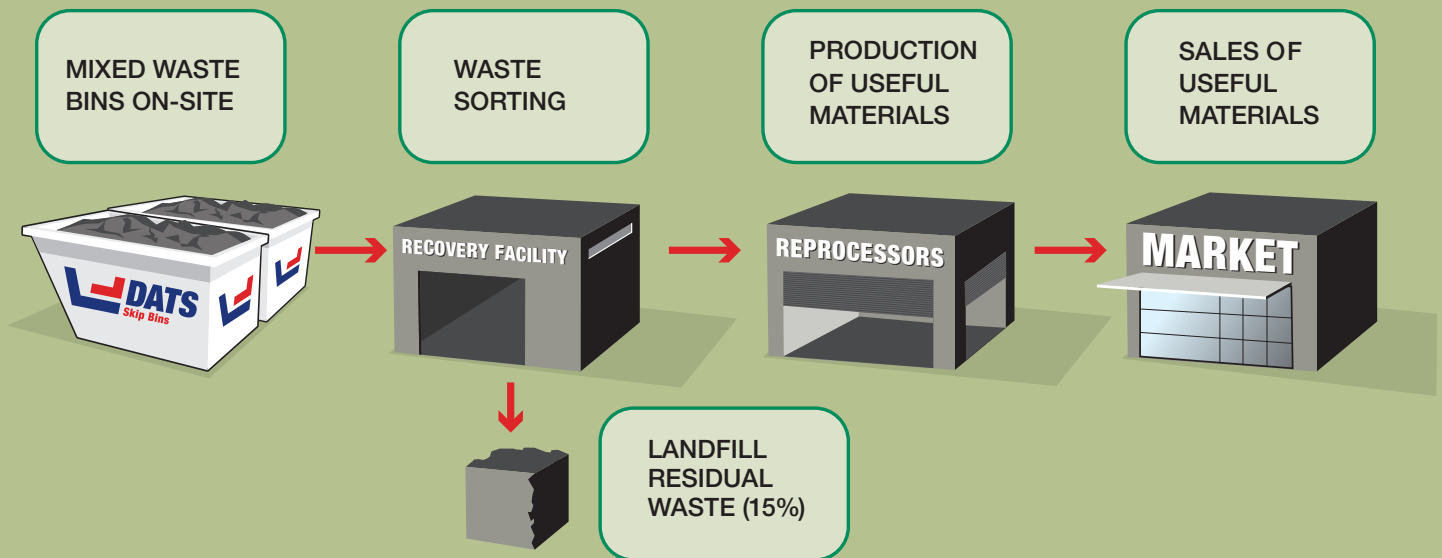 MIXED WASTE
BINS ON-SITE
WASTE
SORTING
PRODUCTION
OF USEFUL
MATERIALS
SALES OF
USEFUL
MATERIALS
DATS
Skip Bins
RECOVERY FACILITY
REPROCESSORS
MARKET
LANDFILL
RESIDUAL
WASTE (15%)